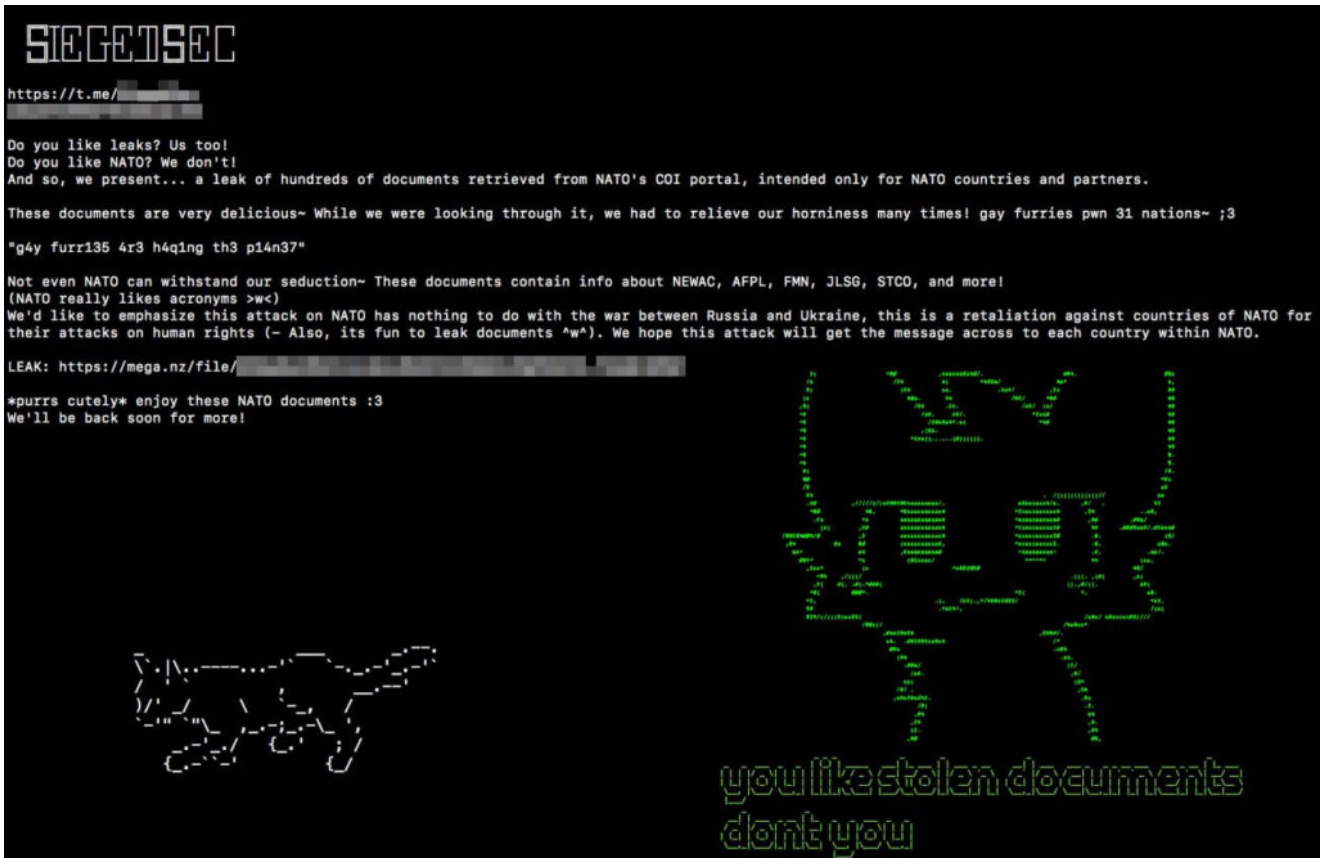 SIEGEDSEC
https://t.me/
Do you like leaks? Us too!
Do you like NATO? We don't!
And so, we present... a leak of hundreds of documents retrieved from NATO's COI portal, intended only for NATO countries and partners.
These documents are very delicious~ While we were looking through it, we had to relieve our horniness many times! gay furries pwn 31 nations~ ;3
"g4y furr135 4r3 h4q1ng th3 p14n37"
Not even NATO can withstand our seduction~ These documents contain info about NEWAC, AFPL, FMN, JLSG, STCO, and more!
(NATO really likes acronyms >w<)
We'd like to emphasize this attack on NATO has nothing to do with the war between Russia and Ukraine, this is a retaliation against countries of NATO for
their attacks on human rights (- Also, its fun to leak documents ^w^). We hope this attack will get the message across to each country within NATO.
LEAK: https://mega.nz/file/
*purrs cutely* enjoy these NATO documents :3
We'll be back soon for more!
you like stolen documents
dont you